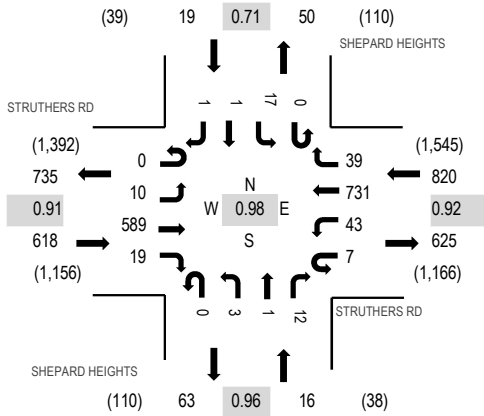 (39) 19 0.71 50 (110)
SHEPARD HEIGHTS
1 1 17 0
STRUTHERS RD
(1,392)
735
0.91
618
(1,156)
0
10
589
19
N
W 0.98 E
S
39
731
43
7
(1,545)
820
0.92
625
(1,166)
0 3 1 12
STRUTHERS RD
SHEPARD HEIGHTS
(110) 63 0.96 16 (38)